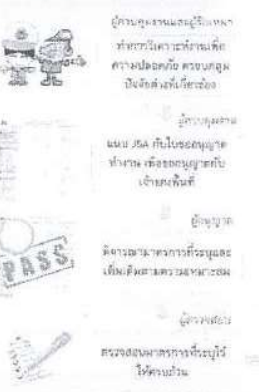 ผู้ควบคุมงานและผู้รับเหมา
ทำการวิเคราะห์งานเพื่อ
ความปลอดภัย ครอบคลุม
ปัจจัยต่างที่เกี่ยวข้อง
ผู้ควบคุมงาน
แนบ JSA กับใบขออนุญาต
ทำงาน เพื่อขออนุญาตกับ
เจ้าของพื้นที่
ผู้อนุญาต
พิจารณามาตรการที่ระบุและ
เพิ่มเติมตามความเหมาะสม
PASS
ผู้ตรวจสอบ
ตรวจสอบมาตรการที่ระบุไว้
ให้ครบถ้วน